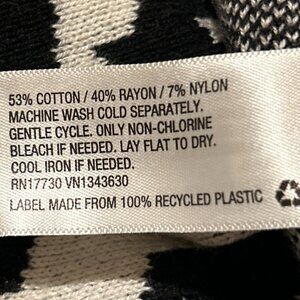 53% COTTON / 40% RAYON / 7% NYLON
MACHINE WASH COLD SEPARATELY.
GENTLE CYCLE. ONLY NON-CHLORINE
BLEACH IF NEEDED. LAY FLAT TO DRY.
COOL IRON IF NEEDED.
RN17730 VN1343630
LABEL MADE FROM 100% RECYCLED PLASTIC